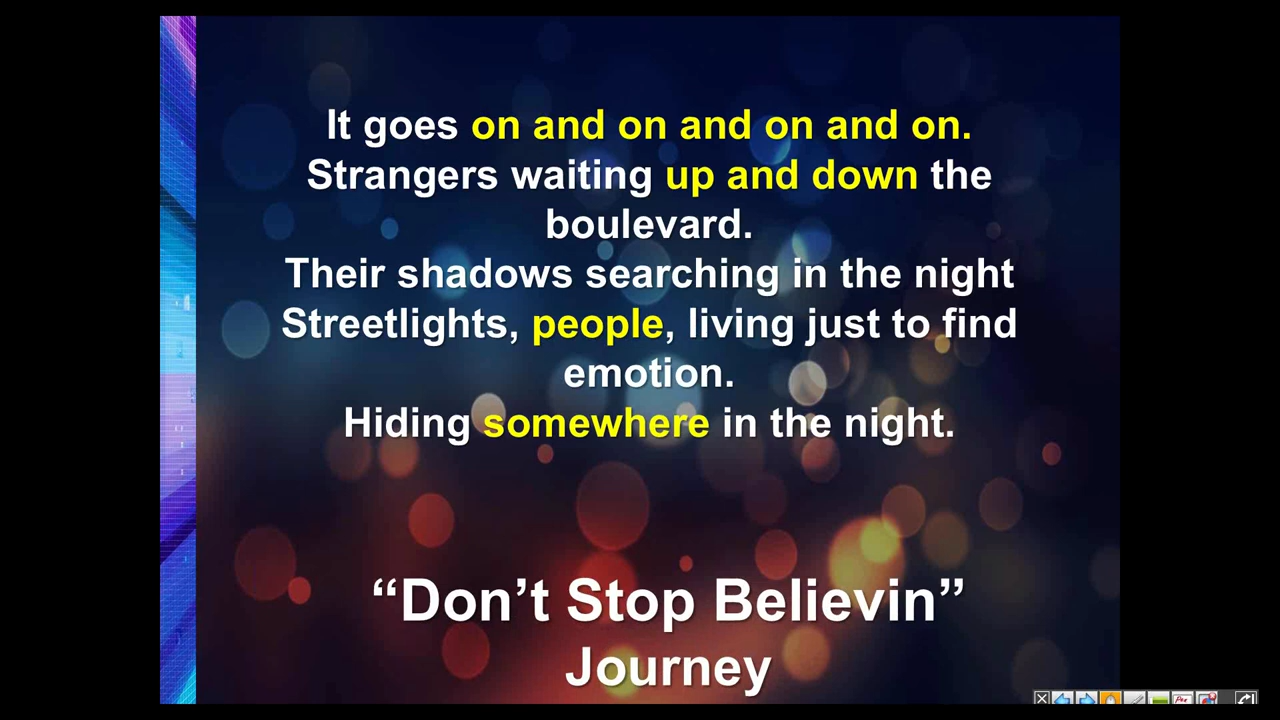 It goes on and on and on and on.
Strangers waiting up and down the
boulevard.
Their shadows searching in the night
Streetlights, people, living just to find
emotion.
Hiding somewhere in the night.
“Don’t Stop Believin”
Journey